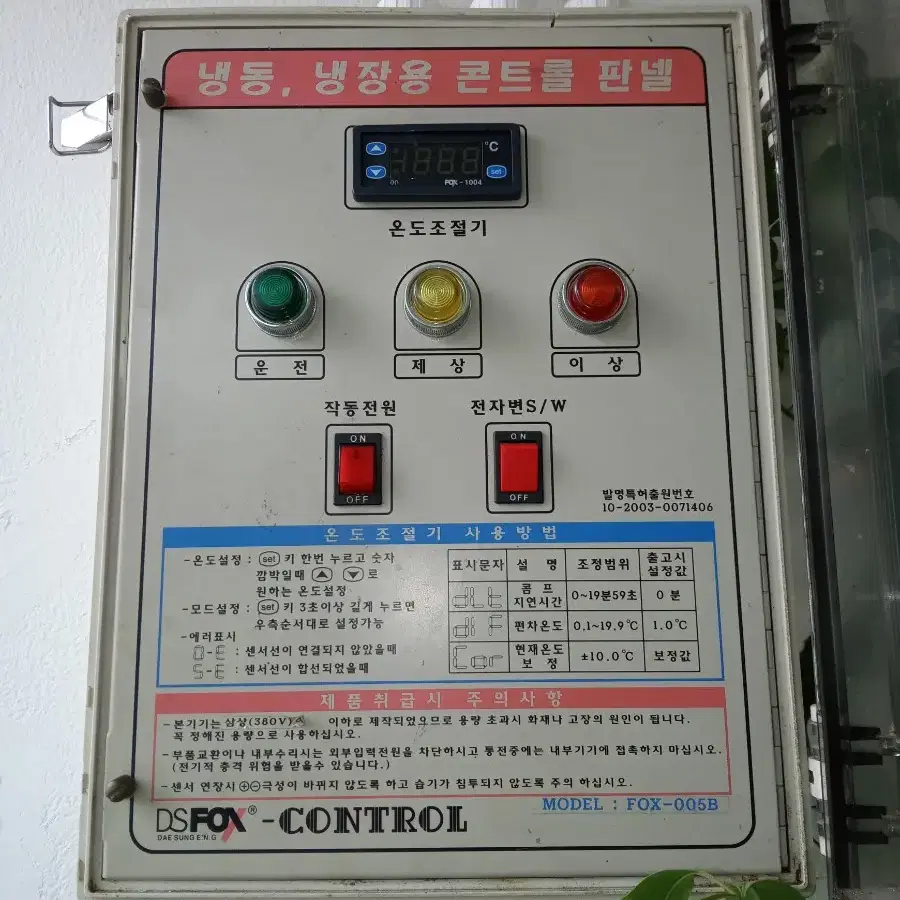 냉동, 냉장용 콘트롤 판넬
°C
set
on FOX-1004
온도조절기
운 전
제 상
이 상
작동전원
전자변S/W
ON
ON
OFF
OFF
발명특허출원번호
10-2003-0071406
온도조절기 사용방법
-온도설정 : set 키 한번 누르고 숫자
깜박일때 로
원하는 온도설정
-모드설정 : set 키 3초이상 길게 누르면
우측순서대로 설정가능
-에러표시
O-E : 센서선이 연결되지 않았을때
S-E : 센서선이 합선되었을때
표시문자 설 명 조정범위 출고시 설정값
dLt 콤프 지연시간 0~19분59초 0 분
dIF 편차온도 0.1~19.9℃ 1.0℃
Cor 현재온도 보 정 ±10.0℃ 보정값
제품취급시 주의사항
-본기기는 삼상(380V) 이하로 제작되었으므로 용량 초과시 화재나 고장의 원인이 됩니다.
꼭 정해진 용량으로 사용하십시오.
-부품교환이나 내부수리시는 외부입력전원을 차단하시고 통전중에는 내부기기에 접촉하지 마십시오.
(전기적 충격 위험을 받을수 있습니다.)
-센서 연장시 ⊕⊖극성이 바뀌지 않도록 하고 습기가 침투되지 않도록 주의 하십시오.
MODEL : FOX-005B
DSFOX® -CONTROL
DAE SUNG ENG